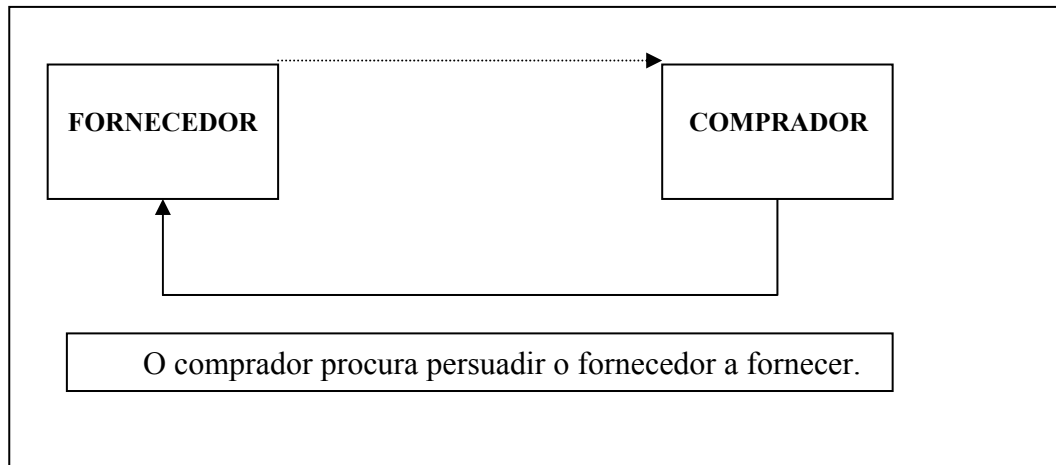 FORNECEDOR
COMPRADOR
O comprador procura persuadir o fornecedor a fornecer.